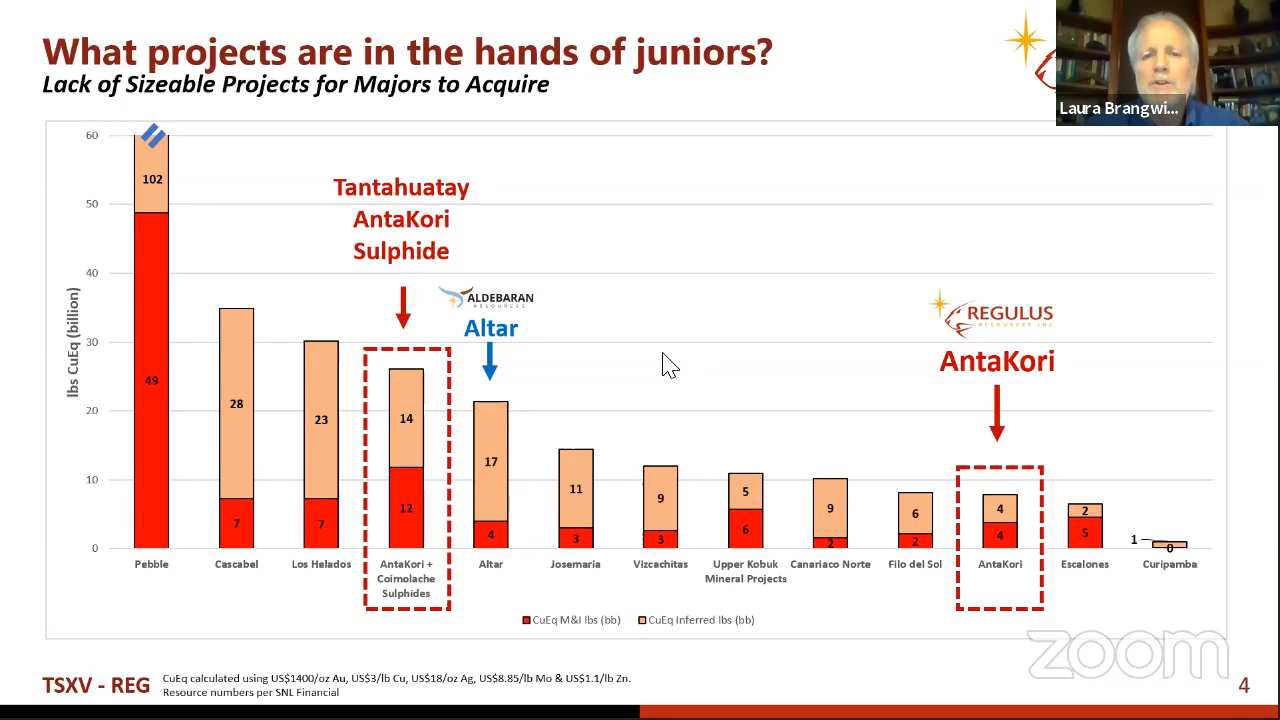 What projects are in the hands of juniors?
Lack of Sizeable Projects for Majors to Acquire
Laura Brangwi...
lbs CuEq (billion)
60
50
40
30
20
10
0
Tantahuatay
AntaKori
Sulphide
ALDEBARAN
RESOURCES
Altar
REGULUS
RESOURCES INC
AntaKori
102
49
28
7
23
7
14
12
17
4
11
3
9
3
5
6
9
2
6
2
4
4
2
5
1
0
Pebble
Cascabel
Los Helados
AntaKori +
Coimolache
Sulphides
Altar
Josemaria
Vizcachitas
Upper Kobuk
Mineral Projects
Canariaco Norte
Filo del Sol
AntaKori
Escalones
Curipamba
CuEq M&I lbs (bb)
CuEq Inferred lbs (bb)
zoom
TSXV - REG
CuEq calculated using US$1400/oz Au, US$3/lb Cu, US$18/oz Ag, US$8.85/lb Mo & US$1.1/lb Zn.
Resource numbers per SNL Financial
4